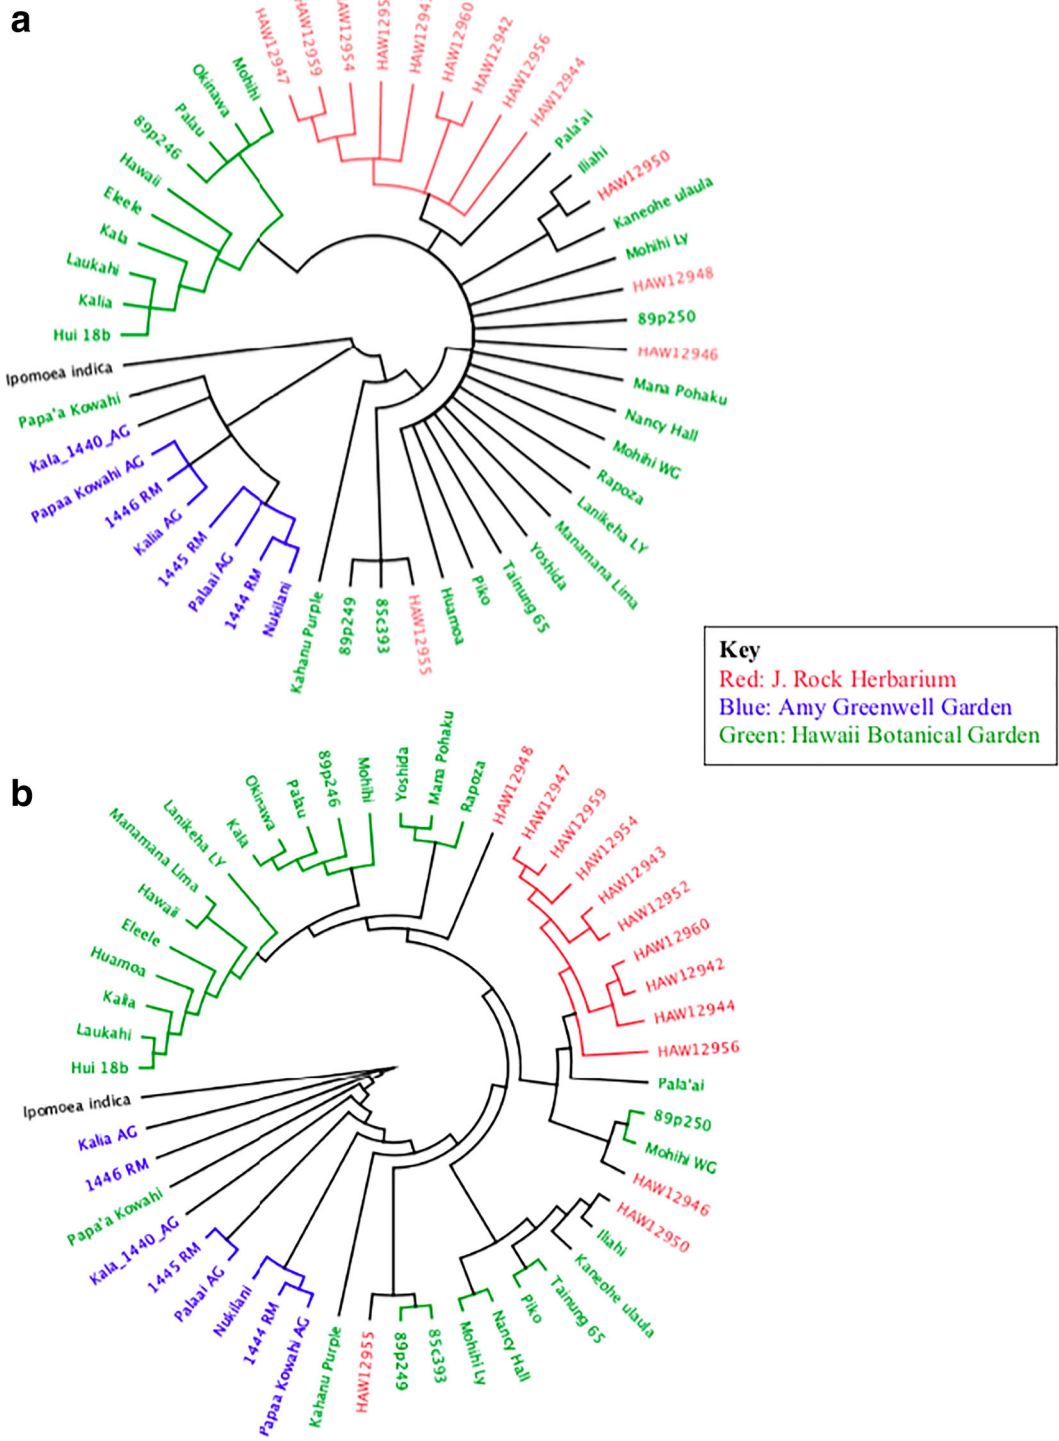 a
HAW12947
HAW12959
HAW12954
HAW12960
HAW12942
HAW12956
HAW12944
Pala'ai
Iliahi
HAW12950
Kaneohe ulaula
Mohihi Ly
HAW12948
89p250
HAW12946
Mana Pohaku
Nancy Hall
Mohihi WG
Rapoza
Lanikeha LY
Manamana Lima
Yoshida
Tainung 65
Piko
Huamoa
HAW12955
85c393
89p249
Kahanu Purple
Nukilani
1444 RM
Palaai AG
1445 RM
Kalia AG
1446 RM
Papaa Kowahi AG
Kala_1440_AG
Papa'a Kowahi
Ipomoea indica
Hui 18b
Kalia
Laukahi
Kala
Eleele
Hawaii
89p246
Palau
Okinawa
Mohihi
Key
Red: J. Rock Herbarium
Blue: Amy Greenwell Garden
Green: Hawaii Botanical Garden
b
Mohihi
Yoshida
Mana Pohaku
Rapoza
HAW12948
HAW12947
HAW12959
HAW12954
HAW12943
HAW12952
HAW12960
HAW12942
HAW12944
HAW12956
Pala'ai
89p250
Mohihi WG
HAW12946
HAW12950
Iliahi
Kaneohe ulaula
Tainung 65
Piko
Nancy Hall
Mohihi Ly
85c393
89p249
HAW12955
Kahanu Purple
Papaa Kowahi AG
1444 RM
Nukilani
Palaai AG
1445 RM
Kala_1440_AG
Papa'a Kowahi
1446 RM
Kalia AG
Ipomoea indica
Hui 18b
Laukahi
Kalia
Huamoa
Eleele
Hawaii
Manamana Lima
Lanikeha LY
Kala
Okinawa
Palau
89p246